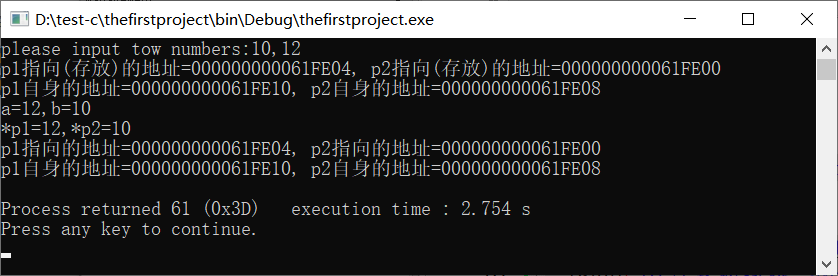 D:\test-c\thefirstproject\bin\Debug\thefirstproject.exe
please input tow numbers:10,12
p1指向(存放)的地址=000000000061FE04, p2指向(存放)的地址=000000000061FE00
p1自身的地址=000000000061FE10, p2自身的地址=000000000061FE08
a=12,b=10
*p1=12,*p2=10
p1指向的地址=000000000061FE04, p2指向的地址=000000000061FE00
p1自身的地址=000000000061FE10, p2自身的地址=000000000061FE08
Process returned 61 (0x3D)   execution time : 2.754 s
Press any key to continue.